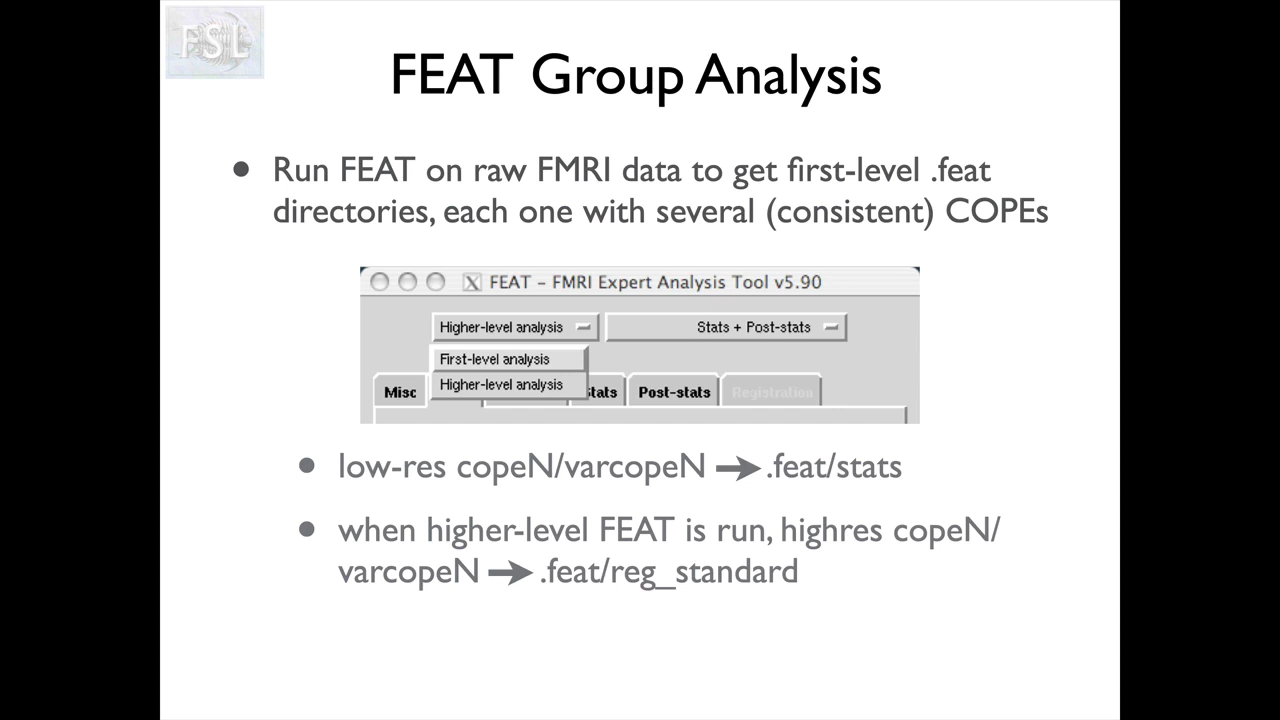 FSL
FEAT Group Analysis
• Run FEAT on raw FMRI data to get first-level .feat
directories, each one with several (consistent) COPEs
X FEAT – FMRI Expert Analysis Tool v5.90
Higher-level analysis Stats + Post-stats
First-level analysis
Higher-level analysis
Misc tats Post-stats Registration
• low-res copeN/varcopeN → .feat/stats
• when higher-level FEAT is run, highres copeN/
varcopeN → .feat/reg_standard